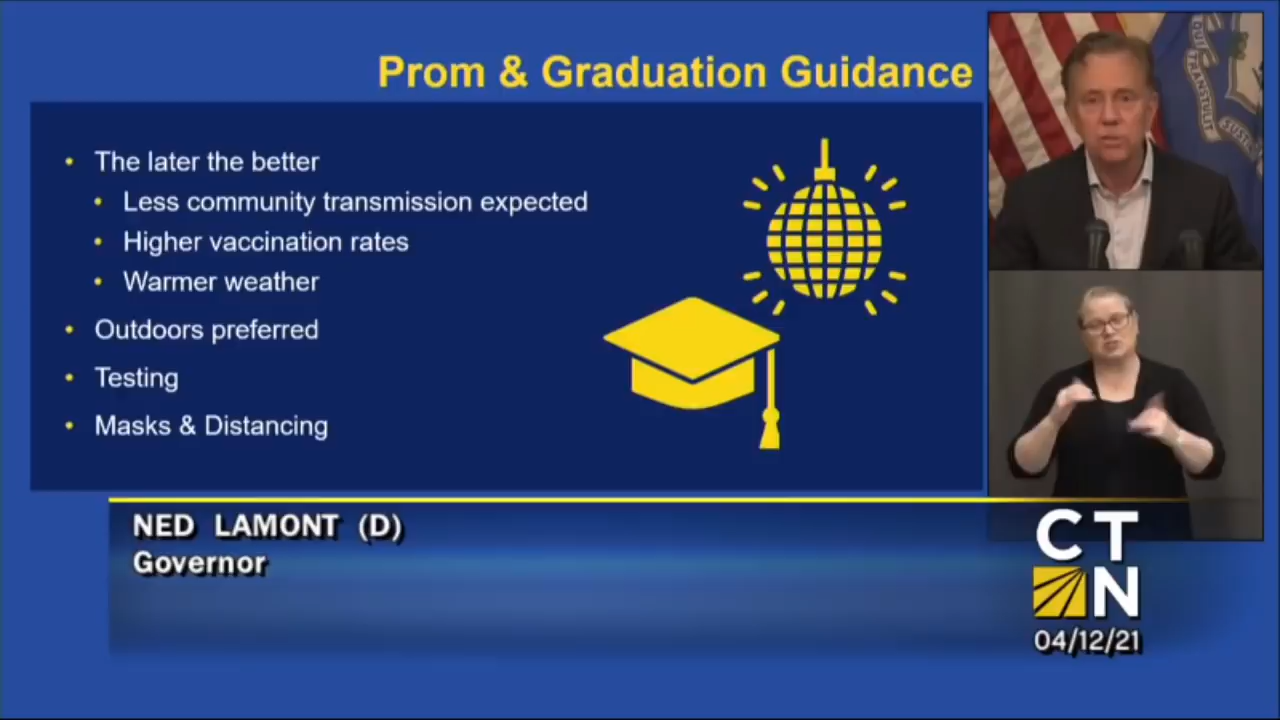 Prom & Graduation Guidance
• The later the better
• Less community transmission expected
• Higher vaccination rates
• Warmer weather
• Outdoors preferred
• Testing
• Masks & Distancing
NED LAMONT (D)
Governor
CT
N
04/12/21